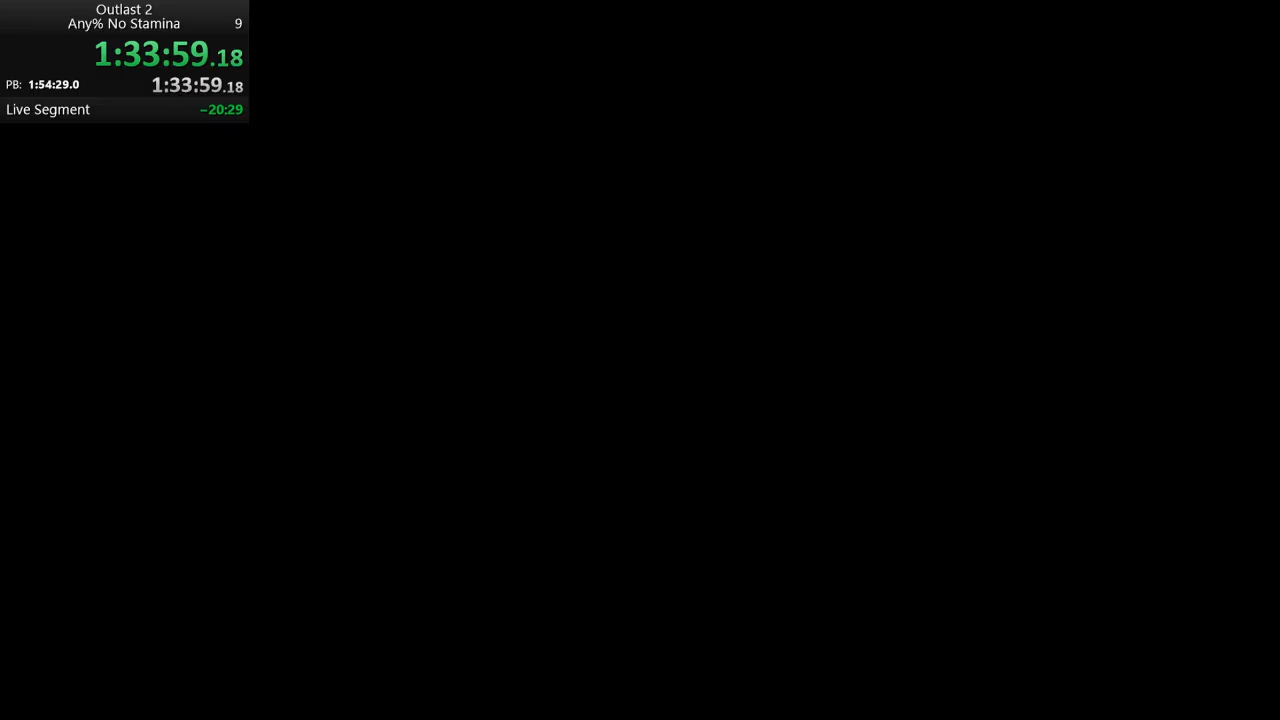 Outlast 2
Any% No Stamina 9
1:33:59.18
PB: 1:54:29.0 1:33:59.18
Live Segment −20:29